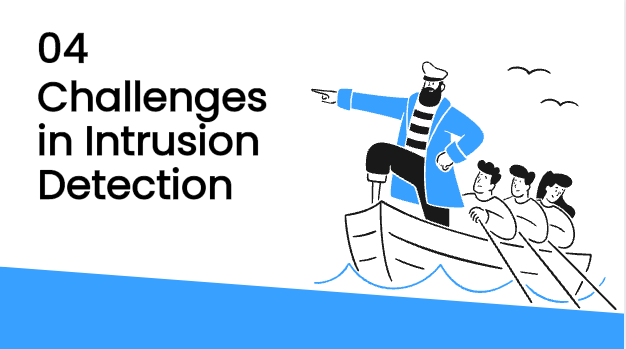 04
Challenges
in Intrusion
Detection